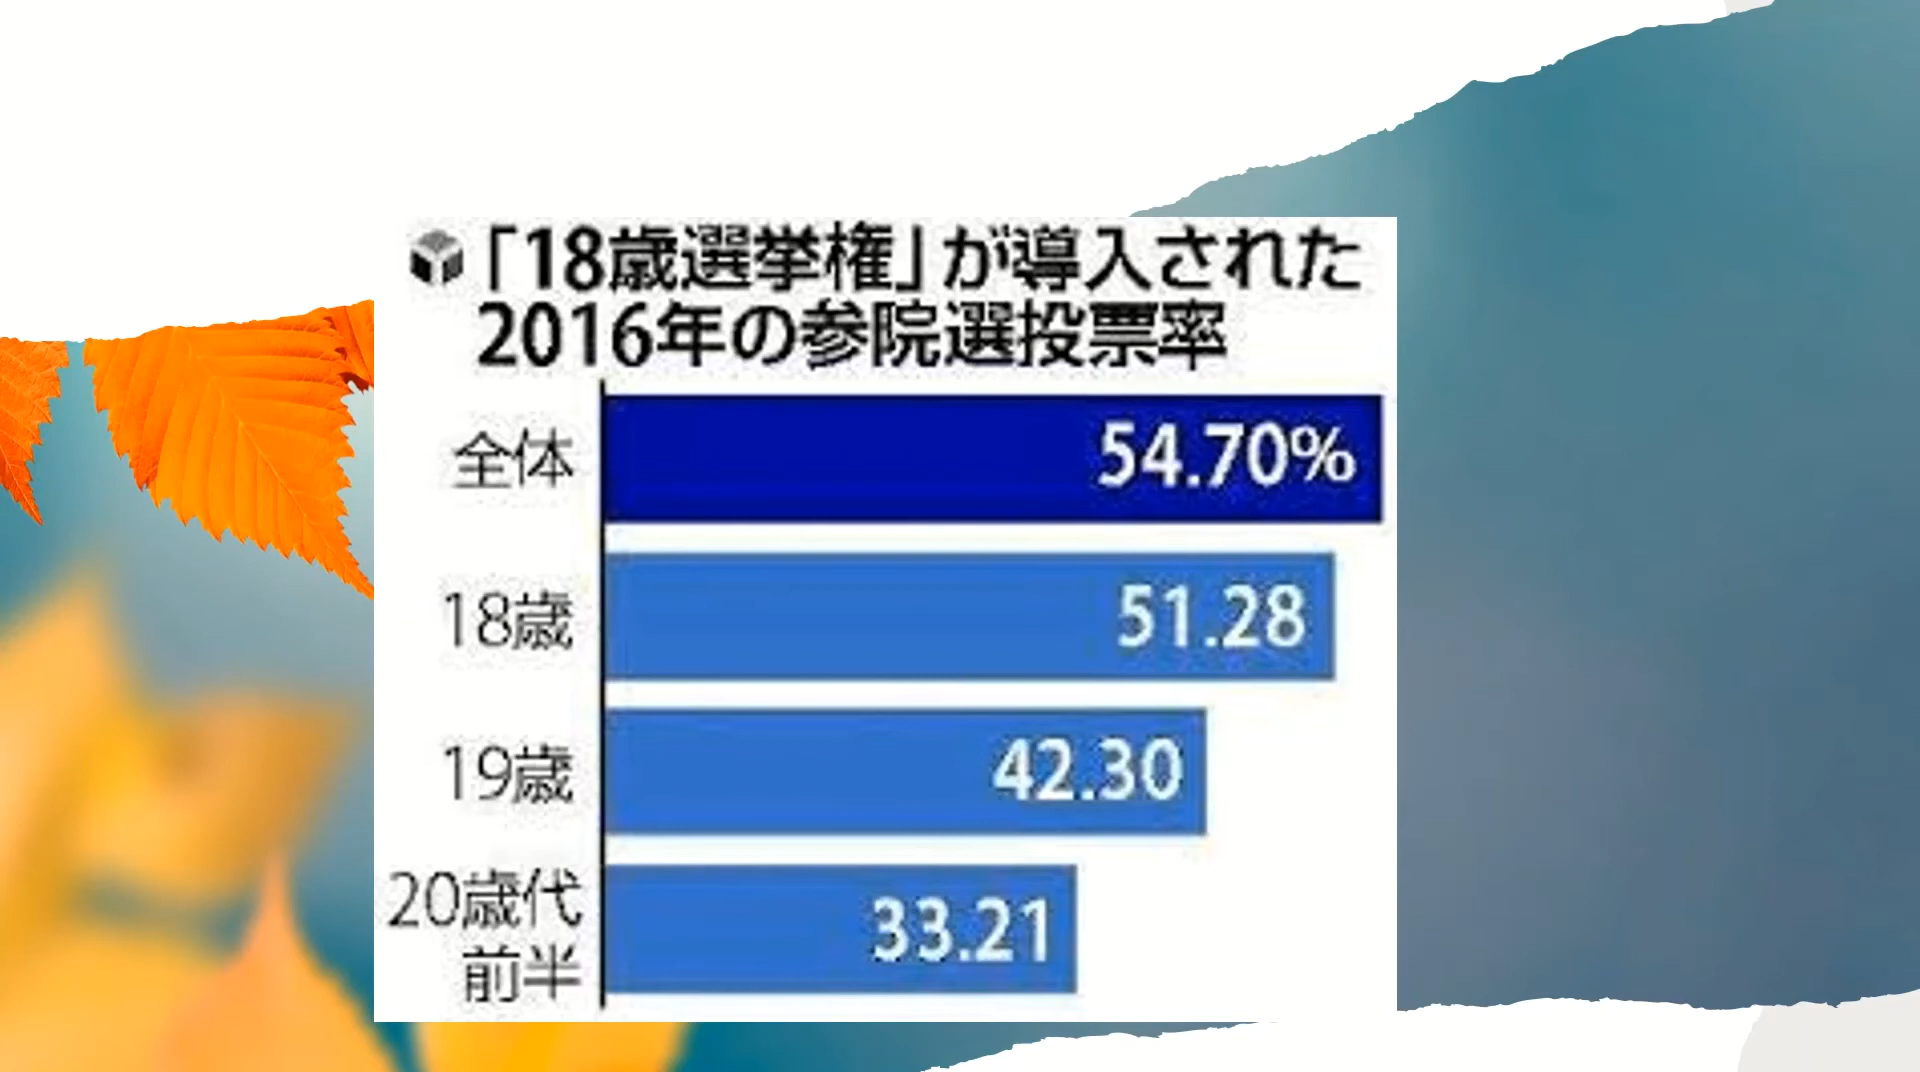 「18歳選挙権」が導入された
2016年の参院選投票率
全体 54.70%
18歳 51.28
19歳 42.30
20歳代
前半 33.21